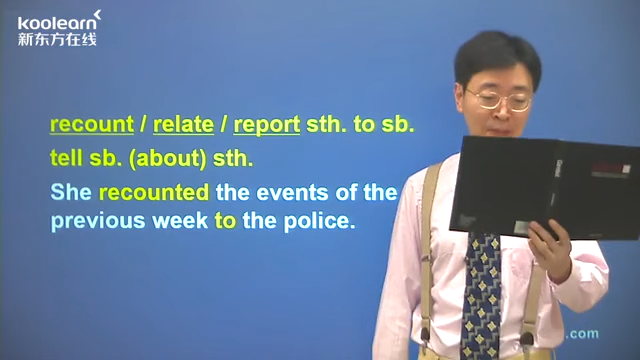 koolearn
新东方在线
recount / relate / report sth. to sb.
tell sb. (about) sth.
She recounted the events of the
previous week to the police.
.com